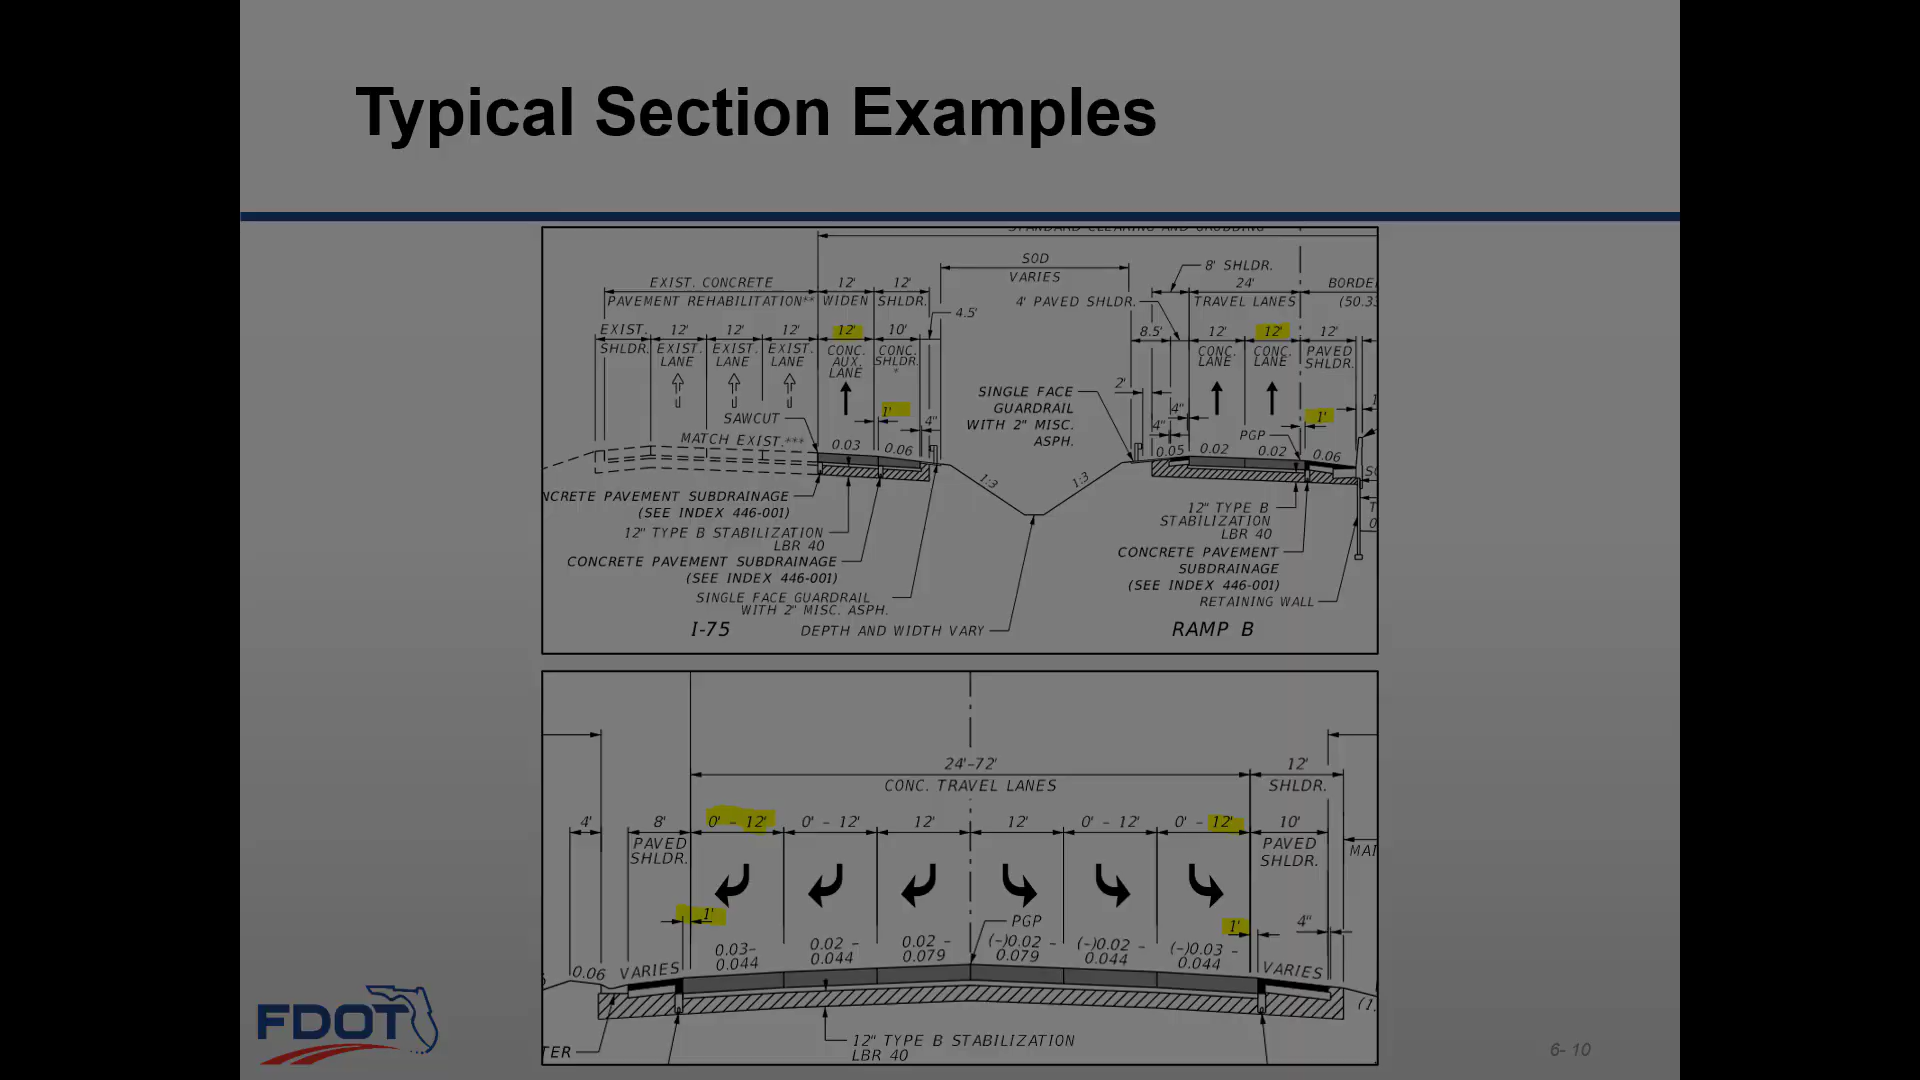 Typical Section Examples
STANDARD CLEARING AND GRUBBING
SOD
VARIES
8' SHLDR.
EXIST. CONCRETE
12'
12'
24'
PAVEMENT REHABILITATION**
WIDEN
SHLDR.
4' PAVED SHLDR.
TRAVEL LANES
4.5'
EXIST.
12'
12'
12'
12'
10'
8.5'
12'
12'
12'
SHLDR.
EXIST.
LANE
EXIST.
LANE
EXIST.
LANE
CONC.
AUX.
LANE
CONC.
SHLDR.
*
CONC.
LANE
CONC.
LANE
PAVED
SHLDR.
SINGLE FACE
GUARDRAIL
WITH 2" MISC.
ASPH.
2'
1'
4"
4"
4"
1'
SAWCUT
MATCH EXIST.***
PGP
0.03
0.06
0.05
0.02
0.02
0.06
1:3
1:3
NCRETE PAVEMENT SUBDRAINAGE
(SEE INDEX 446-001)
12" TYPE B STABILIZATION
LBR 40
CONCRETE PAVEMENT SUBDRAINAGE
(SEE INDEX 446-001)
SINGLE FACE GUARDRAIL
WITH 2" MISC. ASPH.
12" TYPE B
STABILIZATION
LBR 40
CONCRETE PAVEMENT
SUBDRAINAGE
(SEE INDEX 446-001)
RETAINING WALL
I-75
DEPTH AND WIDTH VARY
RAMP B
24'-72'
12'
CONC. TRAVEL LANES
SHLDR.
4'
8'
0' - 12'
0' - 12'
12'
12'
0' - 12'
0' - 12'
10'
PAVED
SHLDR.
PAVED
SHLDR.
MAI
1'
PGP
1'
4"
0.06
VARIES
0.03-
0.044
0.02 -
0.044
0.02 -
0.079
(-)0.02 -
0.079
(-)0.02 -
0.044
(-)0.03 -
0.044
VARIES
(1.
TER
12" TYPE B STABILIZATION
LBR 40
FDOT
6- 10